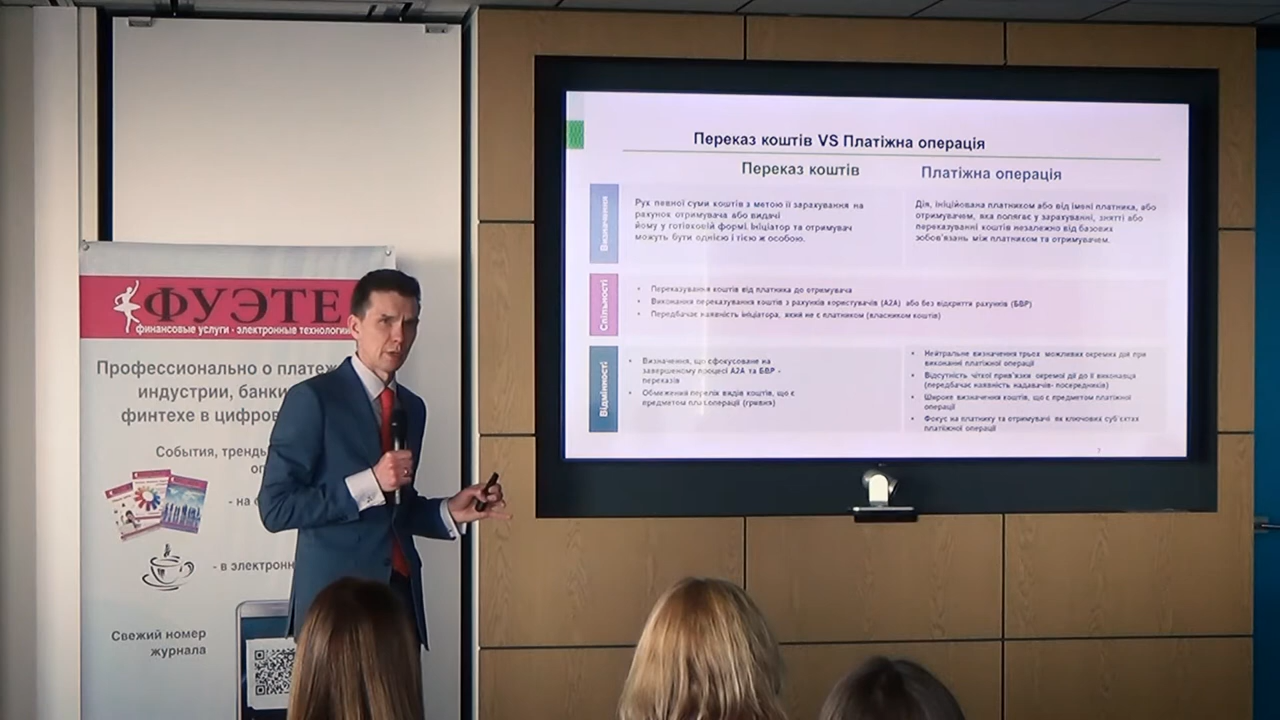 ФУЭТЕ
финансовые услуги - электронные технологии
Профессионально о платеж
индустрии, банки
финтехе в цифров
События, тренды
оп
- на б
- в электронн
Свежий номер
журнала
Переказ коштів VS Платіжна операція
Переказ коштів
Платіжна операція
Визначення
Рух певної суми коштів з метою її зарахування на
рахунок отримувача або видачі
йому у готівковій формі. Ініціатор та отримувач
можуть бути однією і тією ж особою.
Дія, ініційована платником або від імені платника, або
отримувачем, яка полягає у зарахуванні, знятті або
переказуванні коштів незалежно від базових
зобов'язань між платником та отримувачем.
Спільності
Переказування коштів від платника до отримувача
Виконання переказування коштів з рахунків користувачів (А2А) або без відкриття рахунків (БВР)
Передбачає наявність ініціатора, який не є платником (власником коштів)
Відмінності
Визначення, що сфокусоване на
завершеному процесі А2А та БВР -
переказів
Обмежений перелік видів коштів, що є
предметом операції (гривня)
Нейтральне визначення трьох можливих окремих дій при
виконанні платіжної операції
Відсутність чіткої прив'язки окремої дії до її виконавця
(передбачає наявність надавачів- посередників)
Широке визначення коштів, що є предметом платіжної
операції
Фокус на платнику та отримувачі як ключових суб'єктах
платіжної операції
7